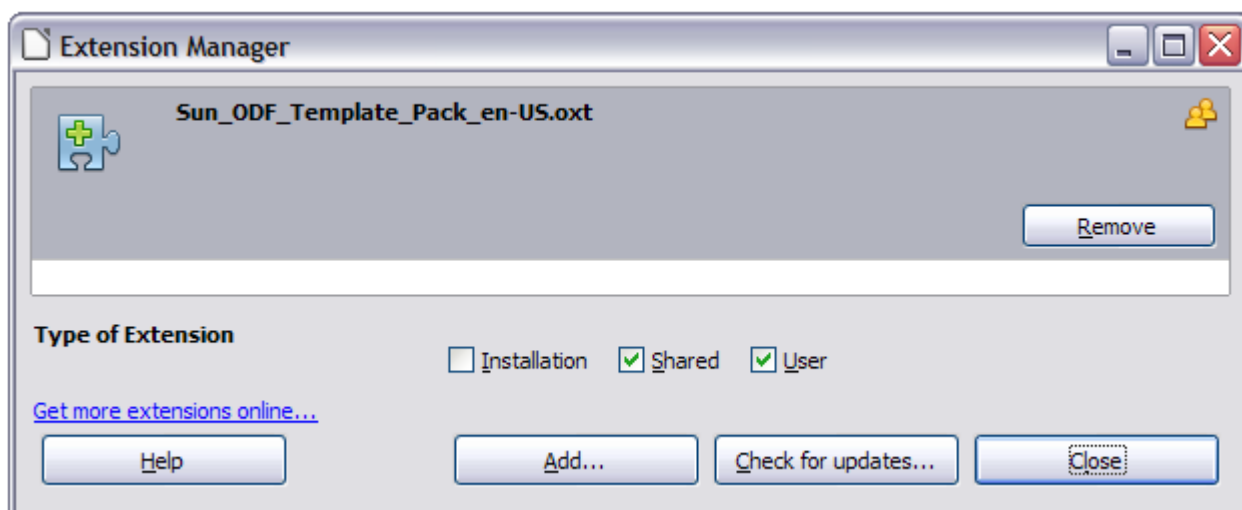 Extension Manager
Sun_ODF_Template_Pack_en-US.oxt
Remove
Type of Extension
Installation Shared User
Get more extensions online...
Help Add... Check for updates... Close